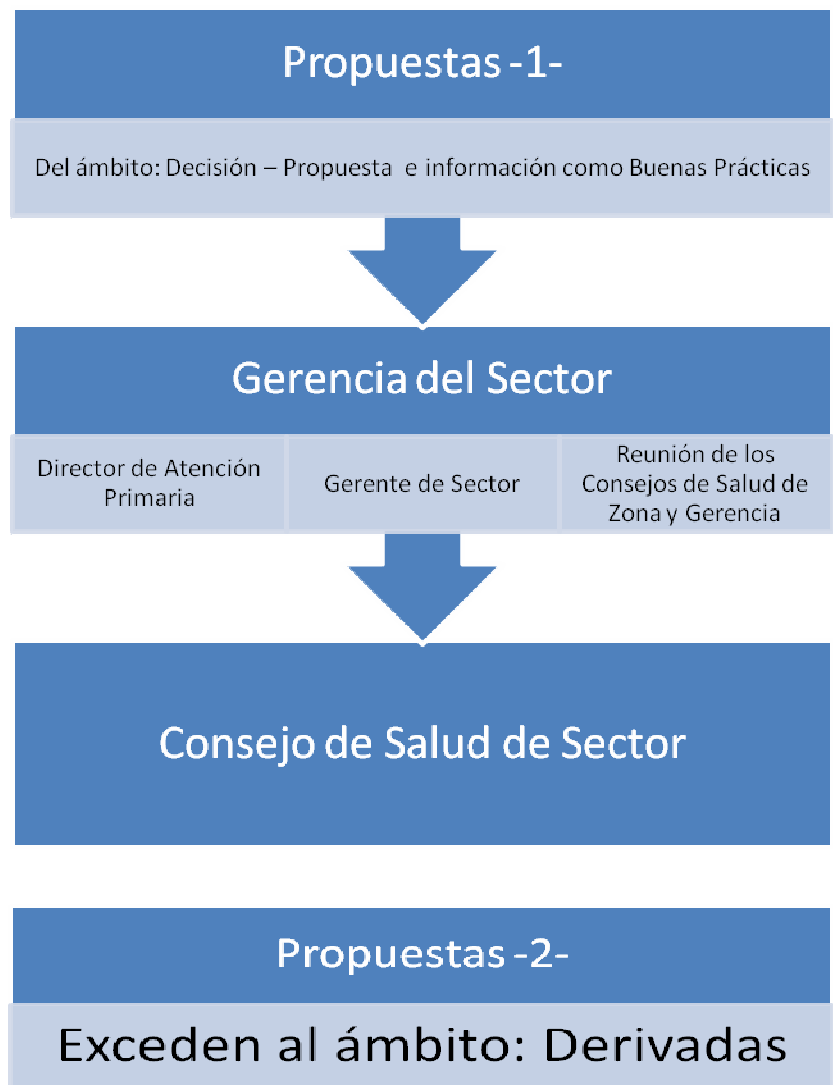 Propuestas -1-
Del ámbito: Decisión – Propuesta e información como Buenas Prácticas
Gerencia del Sector
Director de Atención
Primaria
Gerente de Sector
Reunión de los
Consejos de Salud de
Zona y Gerencia
Consejo de Salud de Sector
Propuestas -2-
Exceden al ámbito: Derivadas